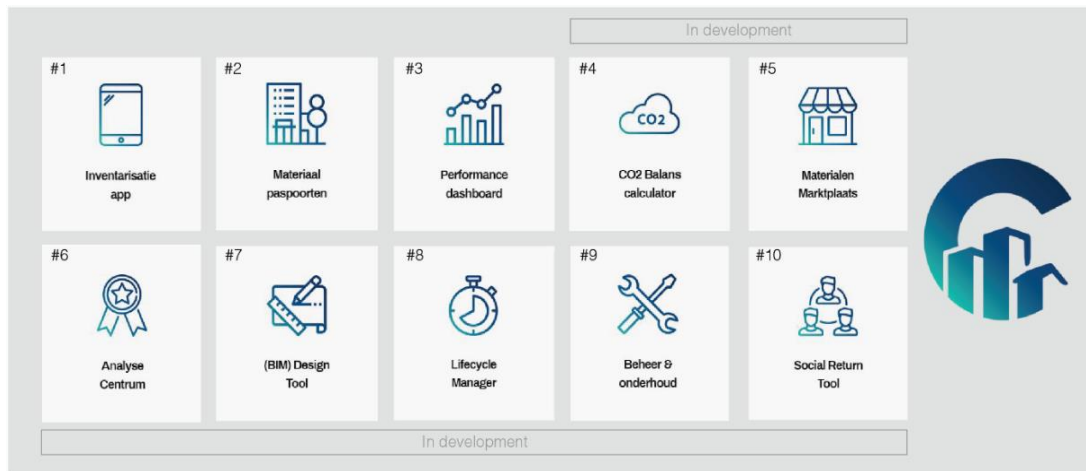 In development
#1
Inventarisatie
app
#2
Materiaal
paspoorten
#3
Performance
dashboard
#4
CO2
CO2 Balans
calculator
#5
Materialen
Marktplaats
#6
Analyse
Centrum
#7
(BIM) Design
Tool
#8
Lifecycle
Manager
#9
Beheer &
onderhoud
#10
Social Return
Tool
In development